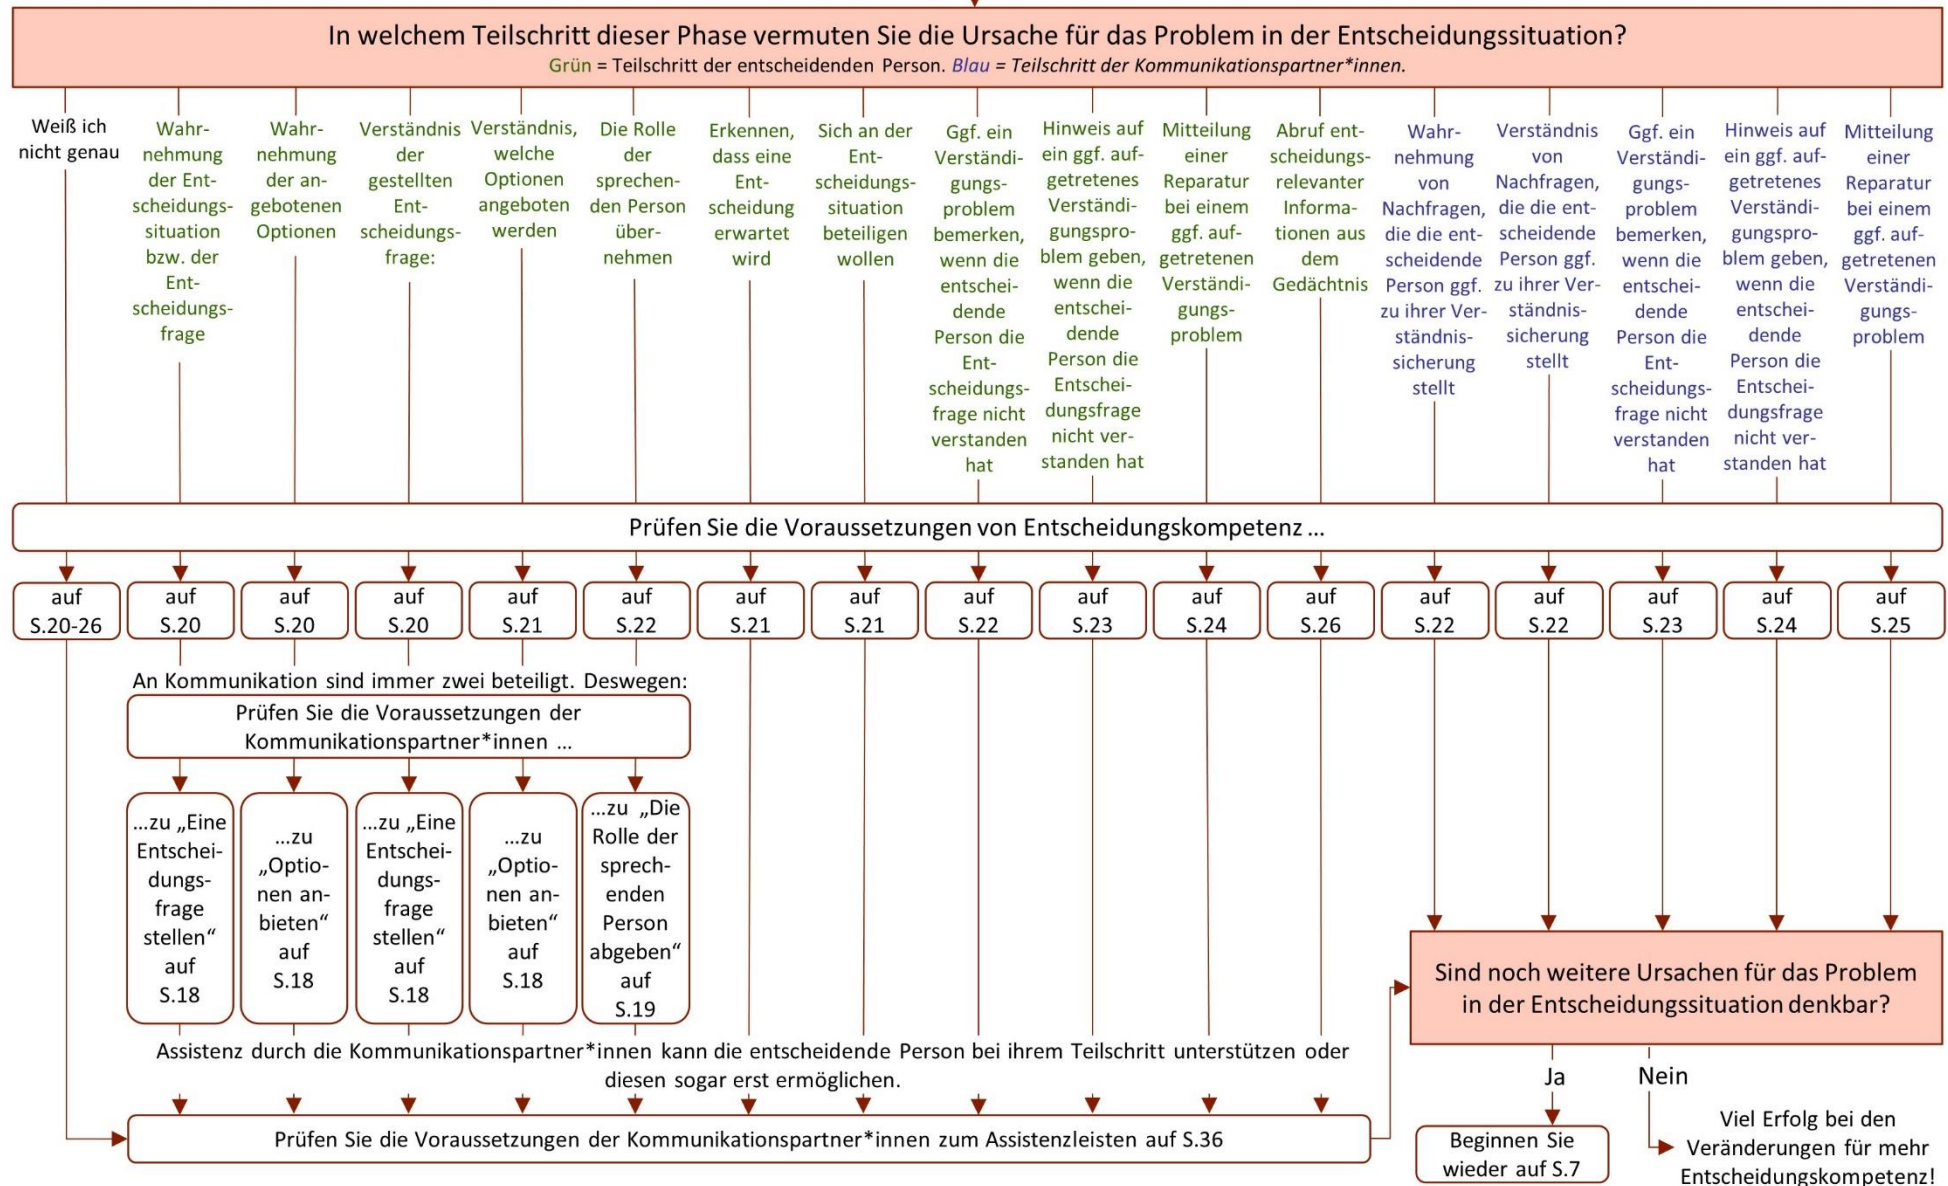 In welchem Teilschritt dieser Phase vermuten Sie die Ursache für das Problem in der Entscheidungssituation?
Grün = Teilschritt der entscheidenden Person. Blau = Teilschritt der Kommunikationspartner*innen.
Weiß ich
nicht genau
Wahr-
nehmung
der Ent-
scheidungs-
situation
bzw. der
Ent-
scheidungs-
frage
Wahr-
nehmung
der an-
gebotenen
Optionen
Verständnis
der
gestellten
Ent-
scheidungs-
frage:
Verständnis,
welche
Optionen
angeboten
werden
Die Rolle
der
sprechen-
den Person
über-
nehmen
Erkennen,
dass eine
Ent-
scheidung
erwartet
wird
Sich an der
Ent-
scheidungs-
situation
beteiligen
wollen
Ggf. ein
Verständi-
gungs-
problem
bemerken,
wenn die
entschei-
dende
Person die
Ent-
scheidungs-
frage nicht
verstanden
hat
Hinweis auf
ein ggf. auf-
getretenes
Verständi-
gungspro-
blem geben,
wenn die
entschei-
dende
Person die
Entschei-
dungsfrage
nicht ver-
standen hat
Mitteilung
einer
Reparatur
bei einem
ggf. auf-
getretenen
Verständi-
gungs-
problem
Abruf ent-
scheidungs-
relevanter
Informa-
tionen aus
dem
Gedächtnis
Wahr-
nehmung
von
Nachfragen,
die die ent-
scheidende
Person ggf.
zu ihrer Ver-
ständnis-
sicherung
stellt
Verständnis
von
Nachfragen,
die die ent-
scheidende
Person ggf.
zu ihrer Ver-
ständnis-
sicherung
stellt
Ggf. ein
Verständi-
gungs-
problem
bemerken,
wenn die
entschei-
dende
Person die
Ent-
scheidungs-
frage nicht
verstanden
hat
Hinweis auf
ein ggf. auf-
getretenes
Verständi-
gungspro-
blem geben,
wenn die
entschei-
dende
Person die
Entschei-
dungsfrage
nicht ver-
standen hat
Mitteilung
einer
Reparatur
bei einem
ggf. auf-
getretenen
Verständi-
gungs-
problem
Prüfen Sie die Voraussetzungen von Entscheidungskompetenz ...
auf
S.20-26
auf
S.20
auf
S.20
auf
S.20
auf
S.21
auf
S.22
auf
S.21
auf
S.21
auf
S.22
auf
S.23
auf
S.24
auf
S.26
auf
S.22
auf
S.22
auf
S.23
auf
S.24
auf
S.25
An Kommunikation sind immer zwei beteiligt. Deswegen:
Prüfen Sie die Voraussetzungen der
Kommunikationspartner*innen ...
...zu „Eine
Entschei-
dungs-
frage
stellen“
auf
S.18
...zu
„Optio-
nen an-
bieten“
auf
S.18
...zu „Eine
Entschei-
dungs-
frage
stellen“
auf
S.18
...zu
„Optio-
nen an-
bieten“
auf
S.18
...zu „Die
Rolle der
sprech-
enden
Person
abgeben“
auf
S.19
Assistenz durch die Kommunikationspartner*innen kann die entscheidende Person bei ihrem Teilschritt unterstützen oder
diesen sogar erst ermöglichen.
Prüfen Sie die Voraussetzungen der Kommunikationspartner*innen zum Assistenzleisten auf S.36
Sind noch weitere Ursachen für das Problem
in der Entscheidungssituation denkbar?
Ja
Nein
Beginnen Sie
wieder auf S.7
Viel Erfolg bei den
Veränderungen für mehr
Entscheidungskompetenz!